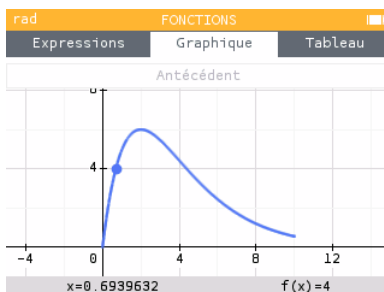 rad FONCTIONS
Expressions Graphique Tableau
Antécédent
4
-4 0 4 8 12
x=0.6939632 f(x)=4